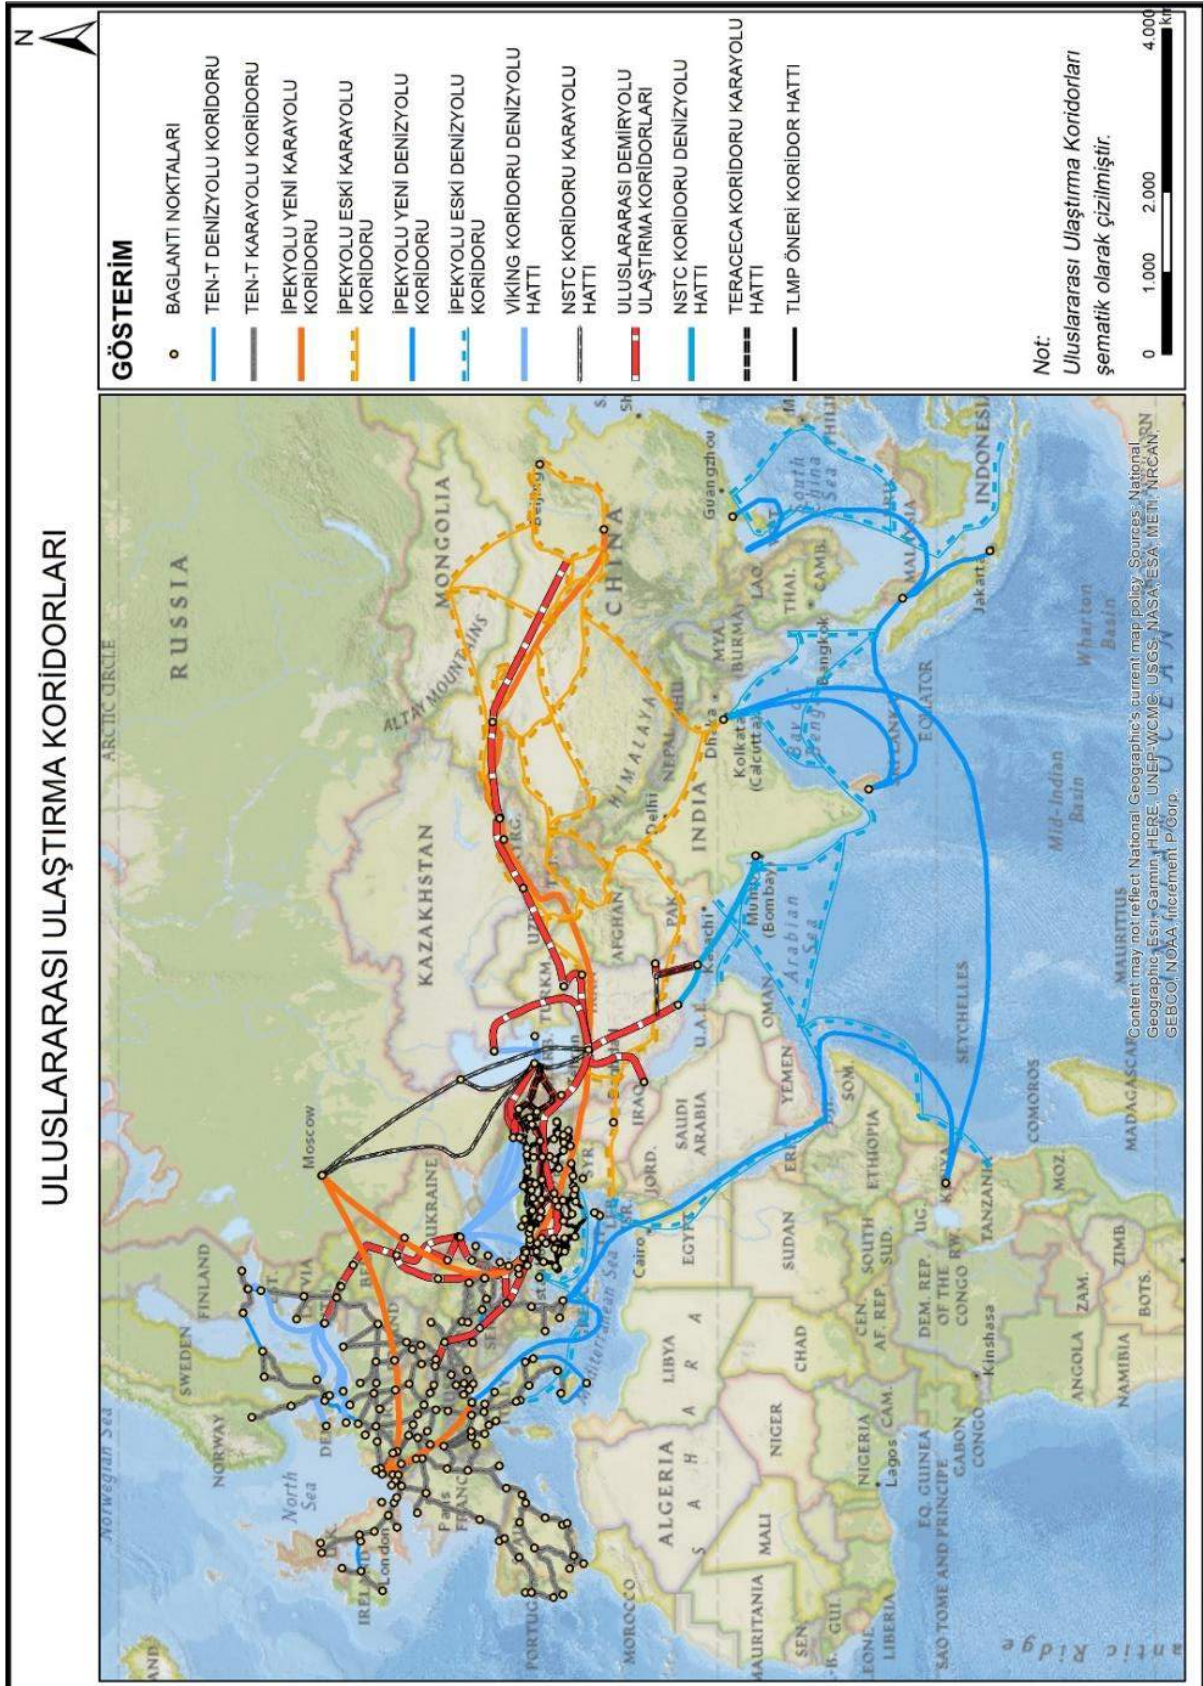 ULUSLARARASI ULAŞTIRMA KORİDORLARI
N
GÖSTERİM
BAGLANTI NOKTALARI
TEN-T DENİZYOLU KORİDORU
TEN-T KARAYOLU KORİDORU
İPEKYOLU YENİ KARAYOLU
KORİDORU
İPEKYOLU ESKİ KARAYOLU
KORİDORU
İPEKYOLU YENİ DENİZYOLU
KORİDORU
İPEKYOLU ESKİ DENİZYOLU
KORİDORU
VİKİNG KORİDORU DENİZYOLU
HATTI
NSTC KORİDORU KARAYOLU
HATTI
ULUSLARARASI DEMİRYOLU
ULAŞTIRMA KORİDORLARI
NSTC KORİDORU DENİZYOLU
HATTI
TERACECA KORİDORU KARAYOLU
HATTI
TLMP ÖNERİ KORİDOR HATTI
Not:
Uluslararası Ulaştırma Koridorları
şematik olarak çizilmiştir.
0 1.000 2.000 4.000
km
ARCTIC CIRCLE
Norwegian Sea
NORWAY
SWEDEN
FINLAND
RUSSIA
Moscow
North
Sea
IRELAND
London
Paris
UKRAINE
KAZAKHSTAN
ALTAY MOUNTAINS
MONGOLIA
Beijing
CHINA
HIMALAYA
NEPAL
Delhi
INDIA
Dhaka
Kolkata
(Calcutta)
Guangzhou
MYA.
(BURMA)
LAO.
THAI.
CAMB.
Bangkok
South
China
Sea
MALAYSIA
INDONESIA
Jakarta
AFGHAN.
PAK.
Karachi
Mumbai
(Bombay)
Arabian
Sea
SRI LANKA
EQUATOR
Wharton
Basin
Mid-Indian
Basin
TURKM.
IRAQ
SYR.
JORD.
SAUDI
ARABIA
U.A.E.
OMAN
YEMEN
Mediterranean Sea
Cairo
EGYPT
LIBYA
ALGERIA
SAHARA
MOROCCO
MAURITANIA
MALI
NIGER
CHAD
SUDAN
SOM.
ETHIOPIA
SOUTH
SUD.
CEN.
AF. REP.
NIGERIA
Lagos
CAM.
SEN.
GUI.
LIBERIA
EQ. GUINEA
SAO TOME AND PRINCIPE
GABON
CONGO
DEM. REP.
OF THE
CONGO
RW.
UG.
Kinshasa
TANZANIA
SEYCHELLES
COMOROS
MAURITIUS
ANGOLA
ZAM.
MOZ.
ZIMB
NAMIBIA
BOTS.
Content may not reflect National Geographic's current map policy. Sources: National
Geographic, Esri, Garmin, HERE, UNEP-WCMC, USGS, NASA, ESA, METI, NRCAN,
GEBCO, NOAA, increment P Corp.